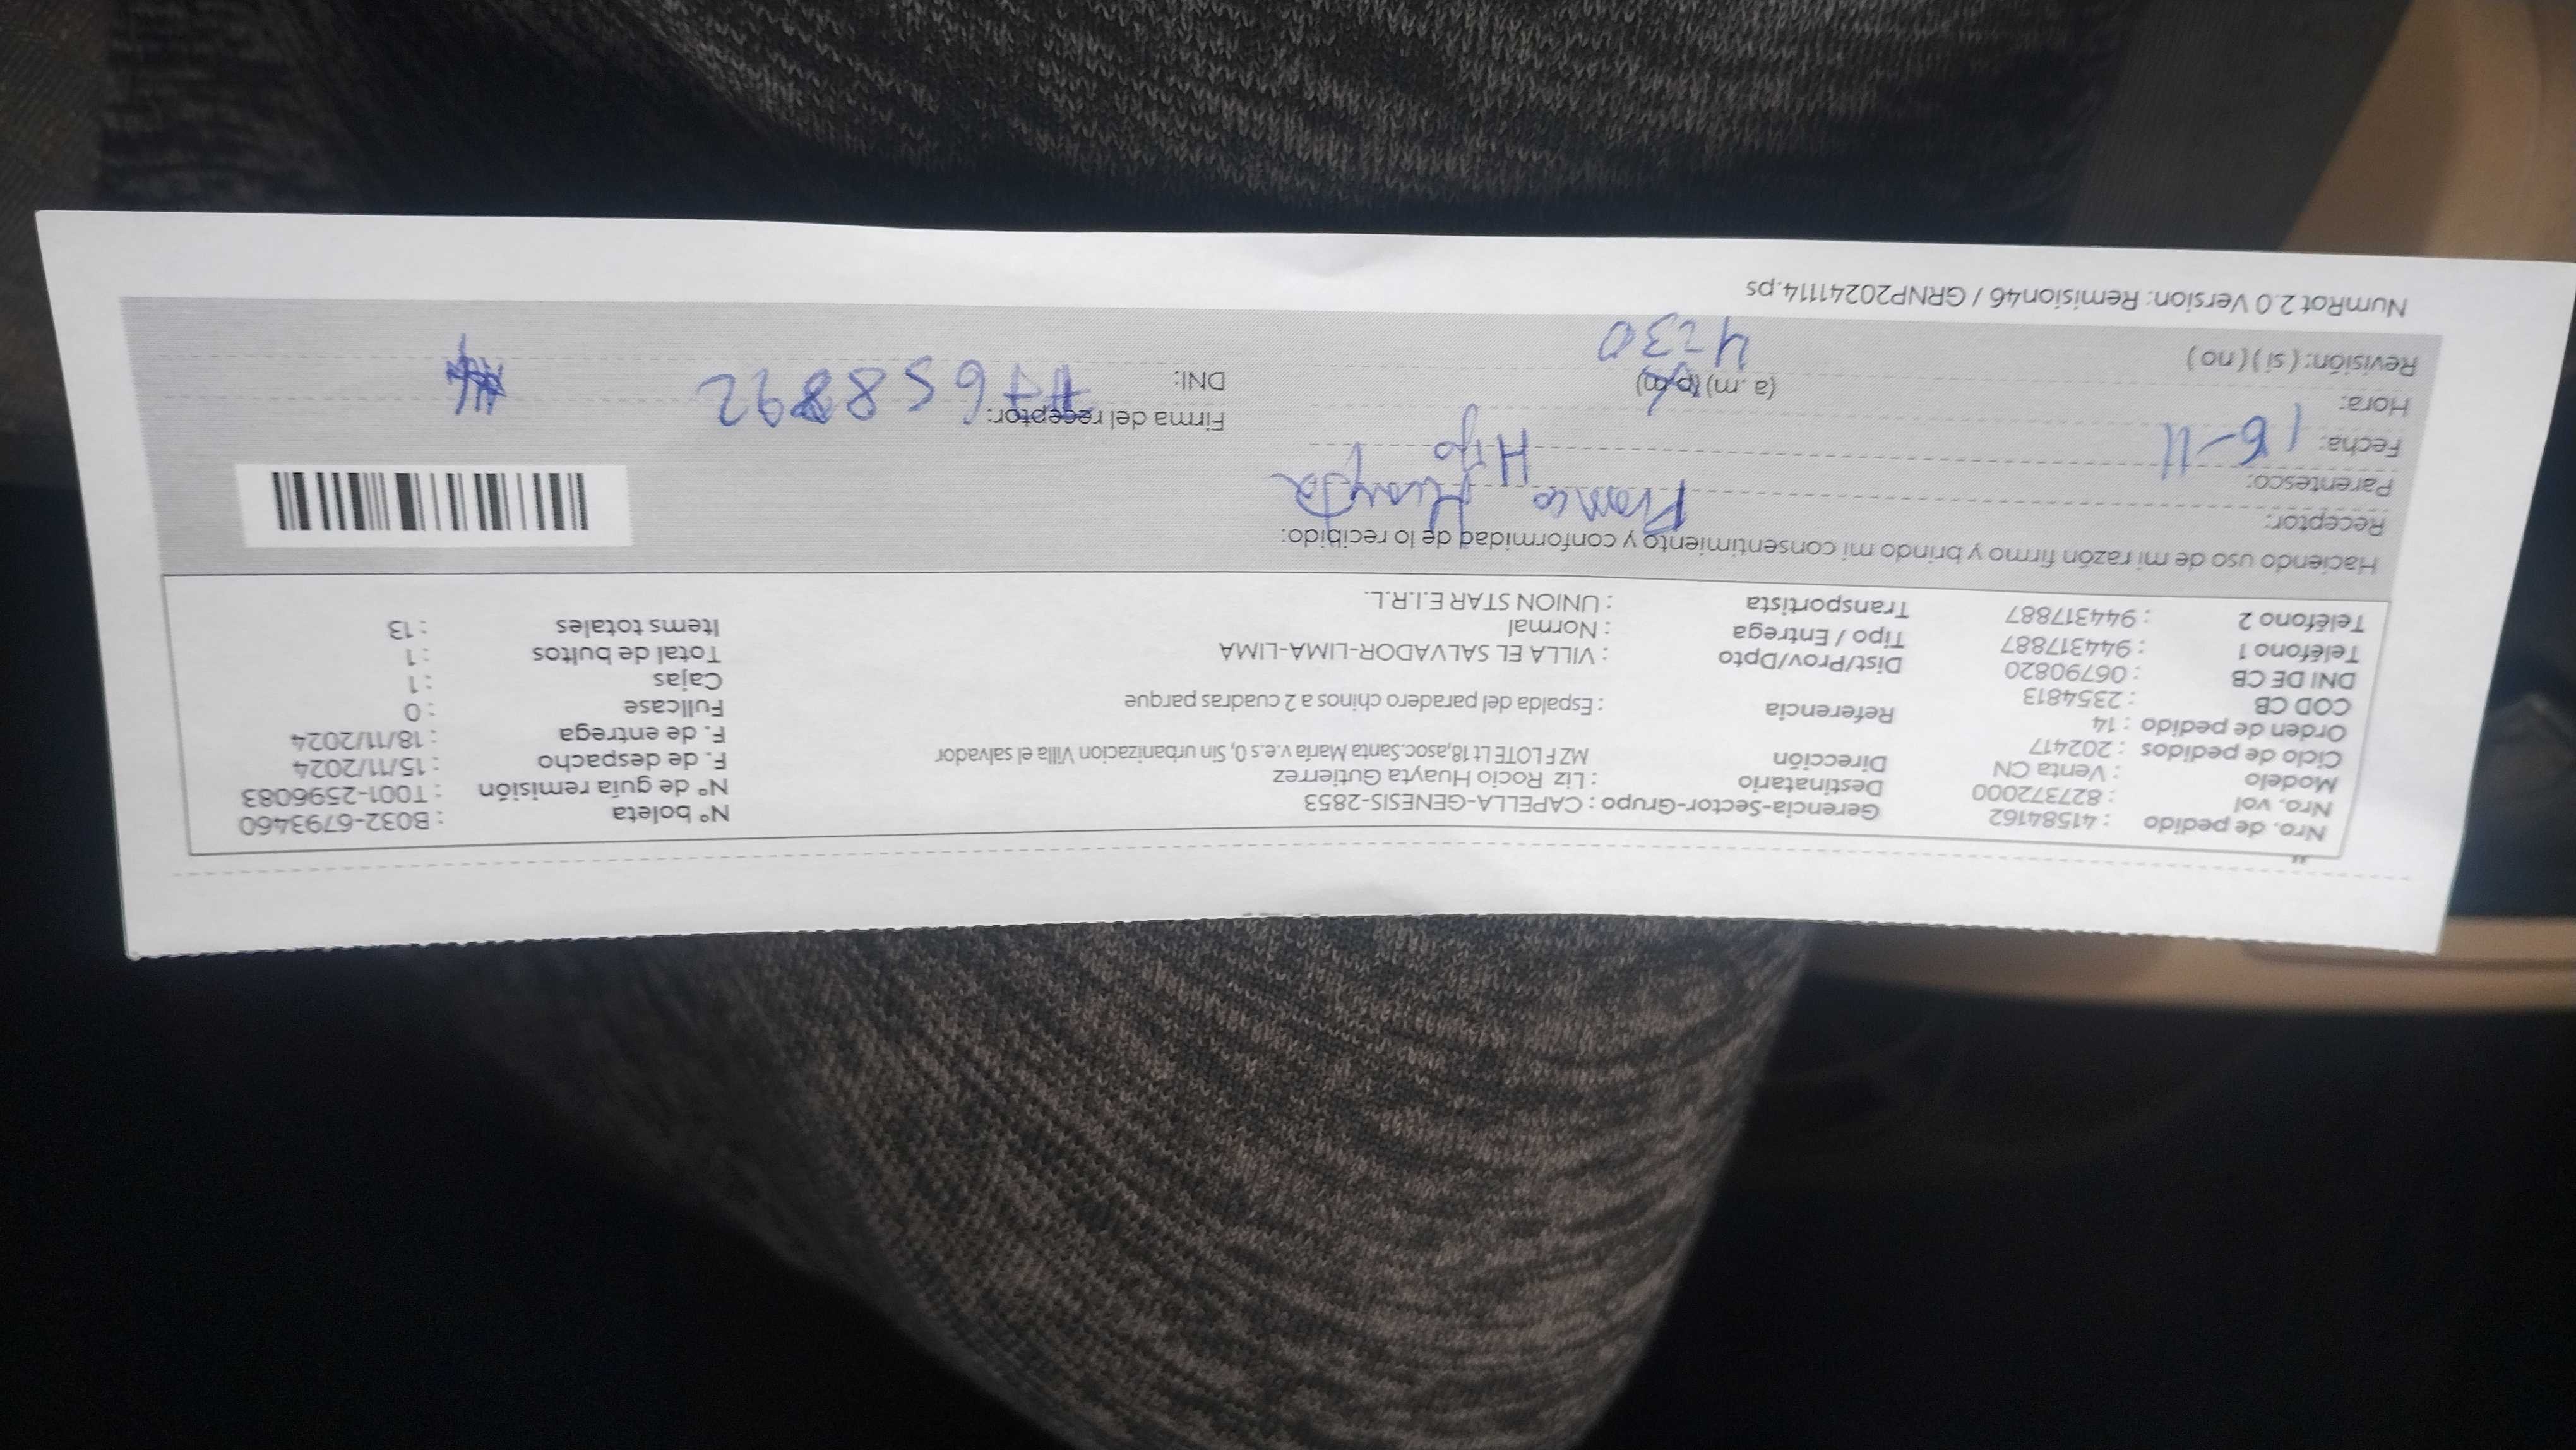 Nro. de pedido : 41584162 Gerencia-Sector-Grupo : CAPELLA-GENESIS-2853 N° boleta : B032-6793460
Nro. vol : 827372000 Destinatario : Liz Rocio Huayta Gutierrez N° de guía remisión : T001-2596083
Modelo : Venta CN Dirección MZ F LOTE Lt 18,asoc.Santa María v.e.s 0, Sin urbanizacion Villa el salvador F. de despacho : 15/11/2024
Ciclo de pedidos : 202417 F. de entrega : 18/11/2024
Orden de pedido : 14 Referencia : Espalda del paradero chinos a 2 cuadras parque Fullcase : 0
COD CB : 2354813 Cajas : 1
DNI DE CB : 06790820 Dist/Prov/Dpto : VILLA EL SALVADOR-LIMA-LIMA Total de bultos : 1
Teléfono 1 : 944317887 Tipo / Entrega : Normal Items totales : 13
Teléfono 2 : 944317887 Transportista : UNION STAR E.I.R.L.
Haciendo uso de mi razón firmo y brindo mi consentimiento y conformidad de lo recibido:
Receptor: Huayta
Parentesco: Hijo
Fecha: 16-11 Firma del receptor:
Hora: (a.m) (p.m) DNI:
4:30
Revisión: ( si ) ( no )
NumRot 2.0 Version: Remision46 / GRNP20241114.ps